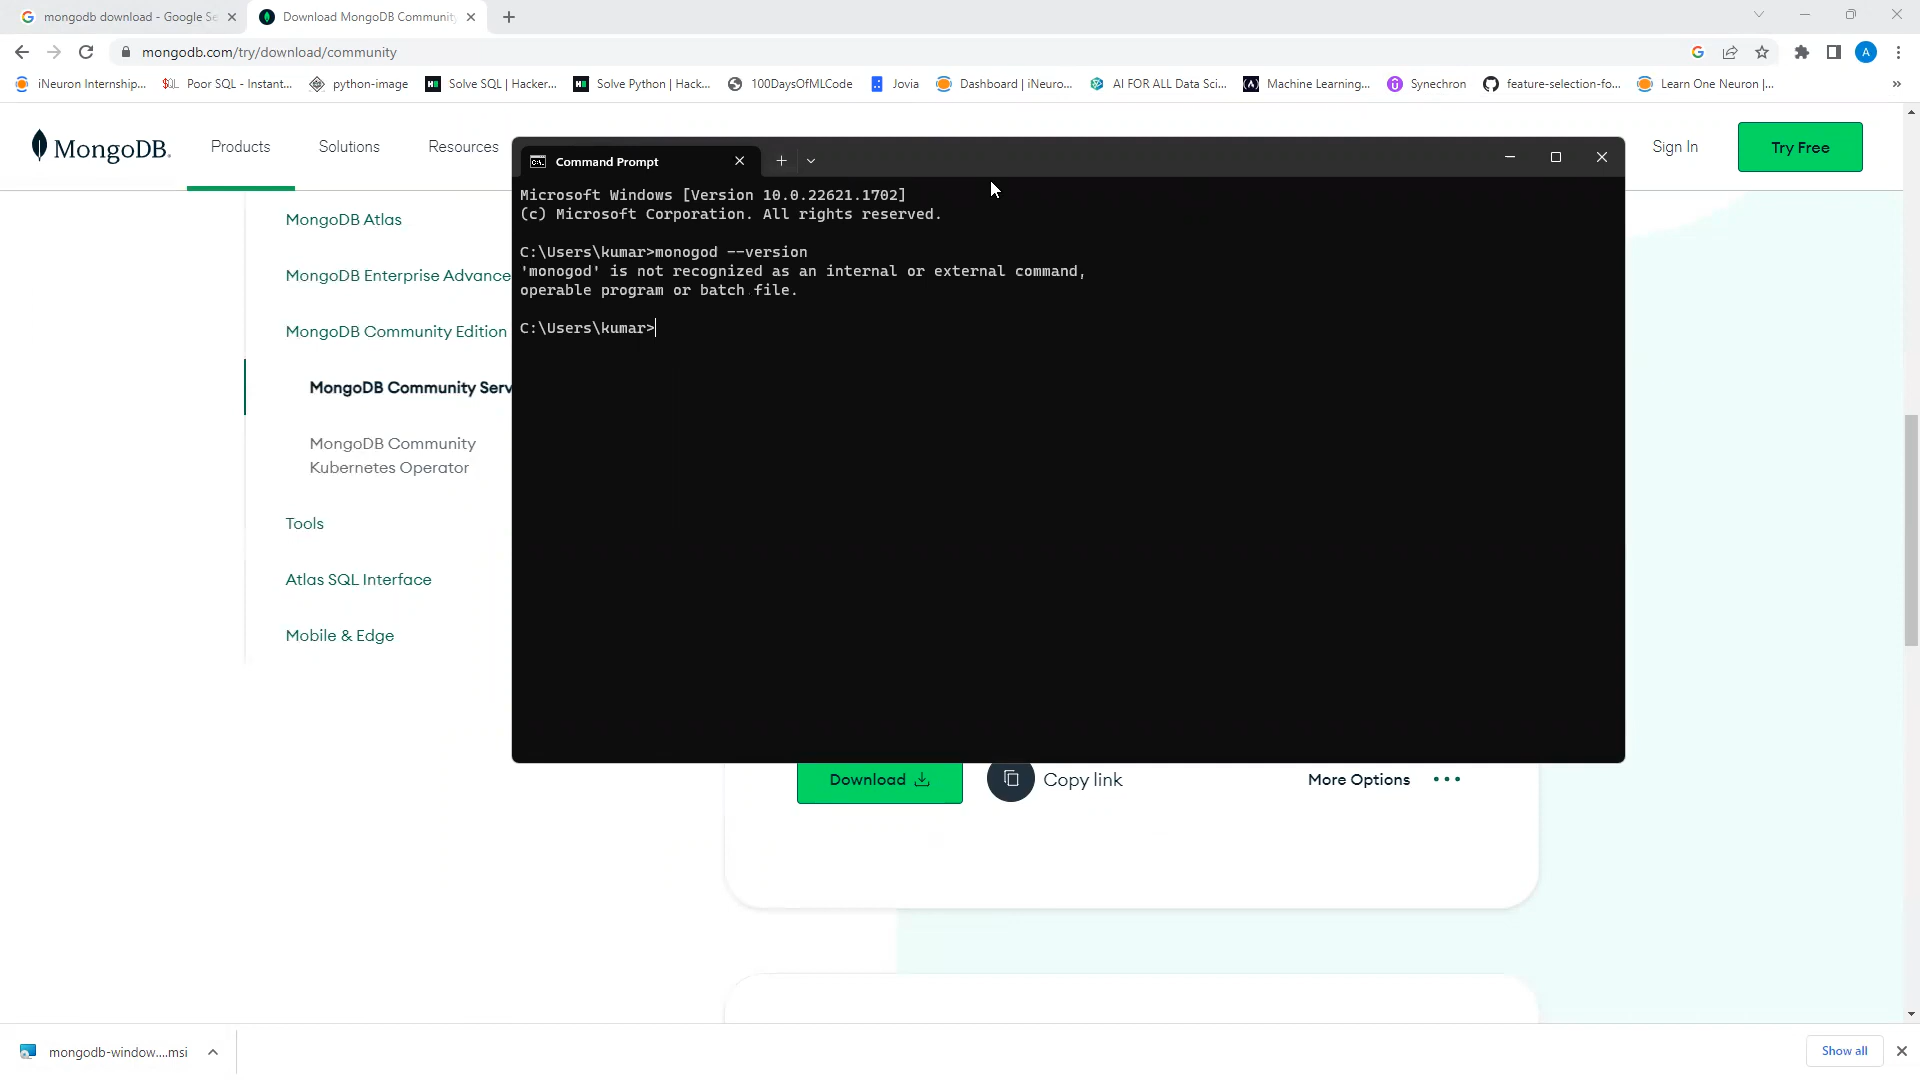 mongodb download - Google Se
Download MongoDB Community
mongodb.com/try/download/community
A
iNeuron Internship...
SQL Poor SQL - Instant...
python-image
Solve SQL | Hacker...
Solve Python | Hack...
100DaysOfMLCode
Jovia
Dashboard | iNeuro...
AI FOR ALL Data Sci...
Machine Learning...
Synechron
feature-selection-fo...
Learn One Neuron |...
MongoDB.
Products
Solutions
Resources
Sign In
Try Free
Command Prompt
Microsoft Windows [Version 10.0.22621.1702]
(c) Microsoft Corporation. All rights reserved.
C:\Users\kumar>monogod --version
'monogod' is not recognized as an internal or external command,
operable program or batch file.
C:\Users\kumar>
MongoDB Atlas
MongoDB Enterprise Advance
MongoDB Community Edition
MongoDB Community Serv
MongoDB Community
Kubernetes Operator
Tools
Atlas SQL Interface
Mobile & Edge
Download
Copy link
More Options
mongodb-window....msi
Show all